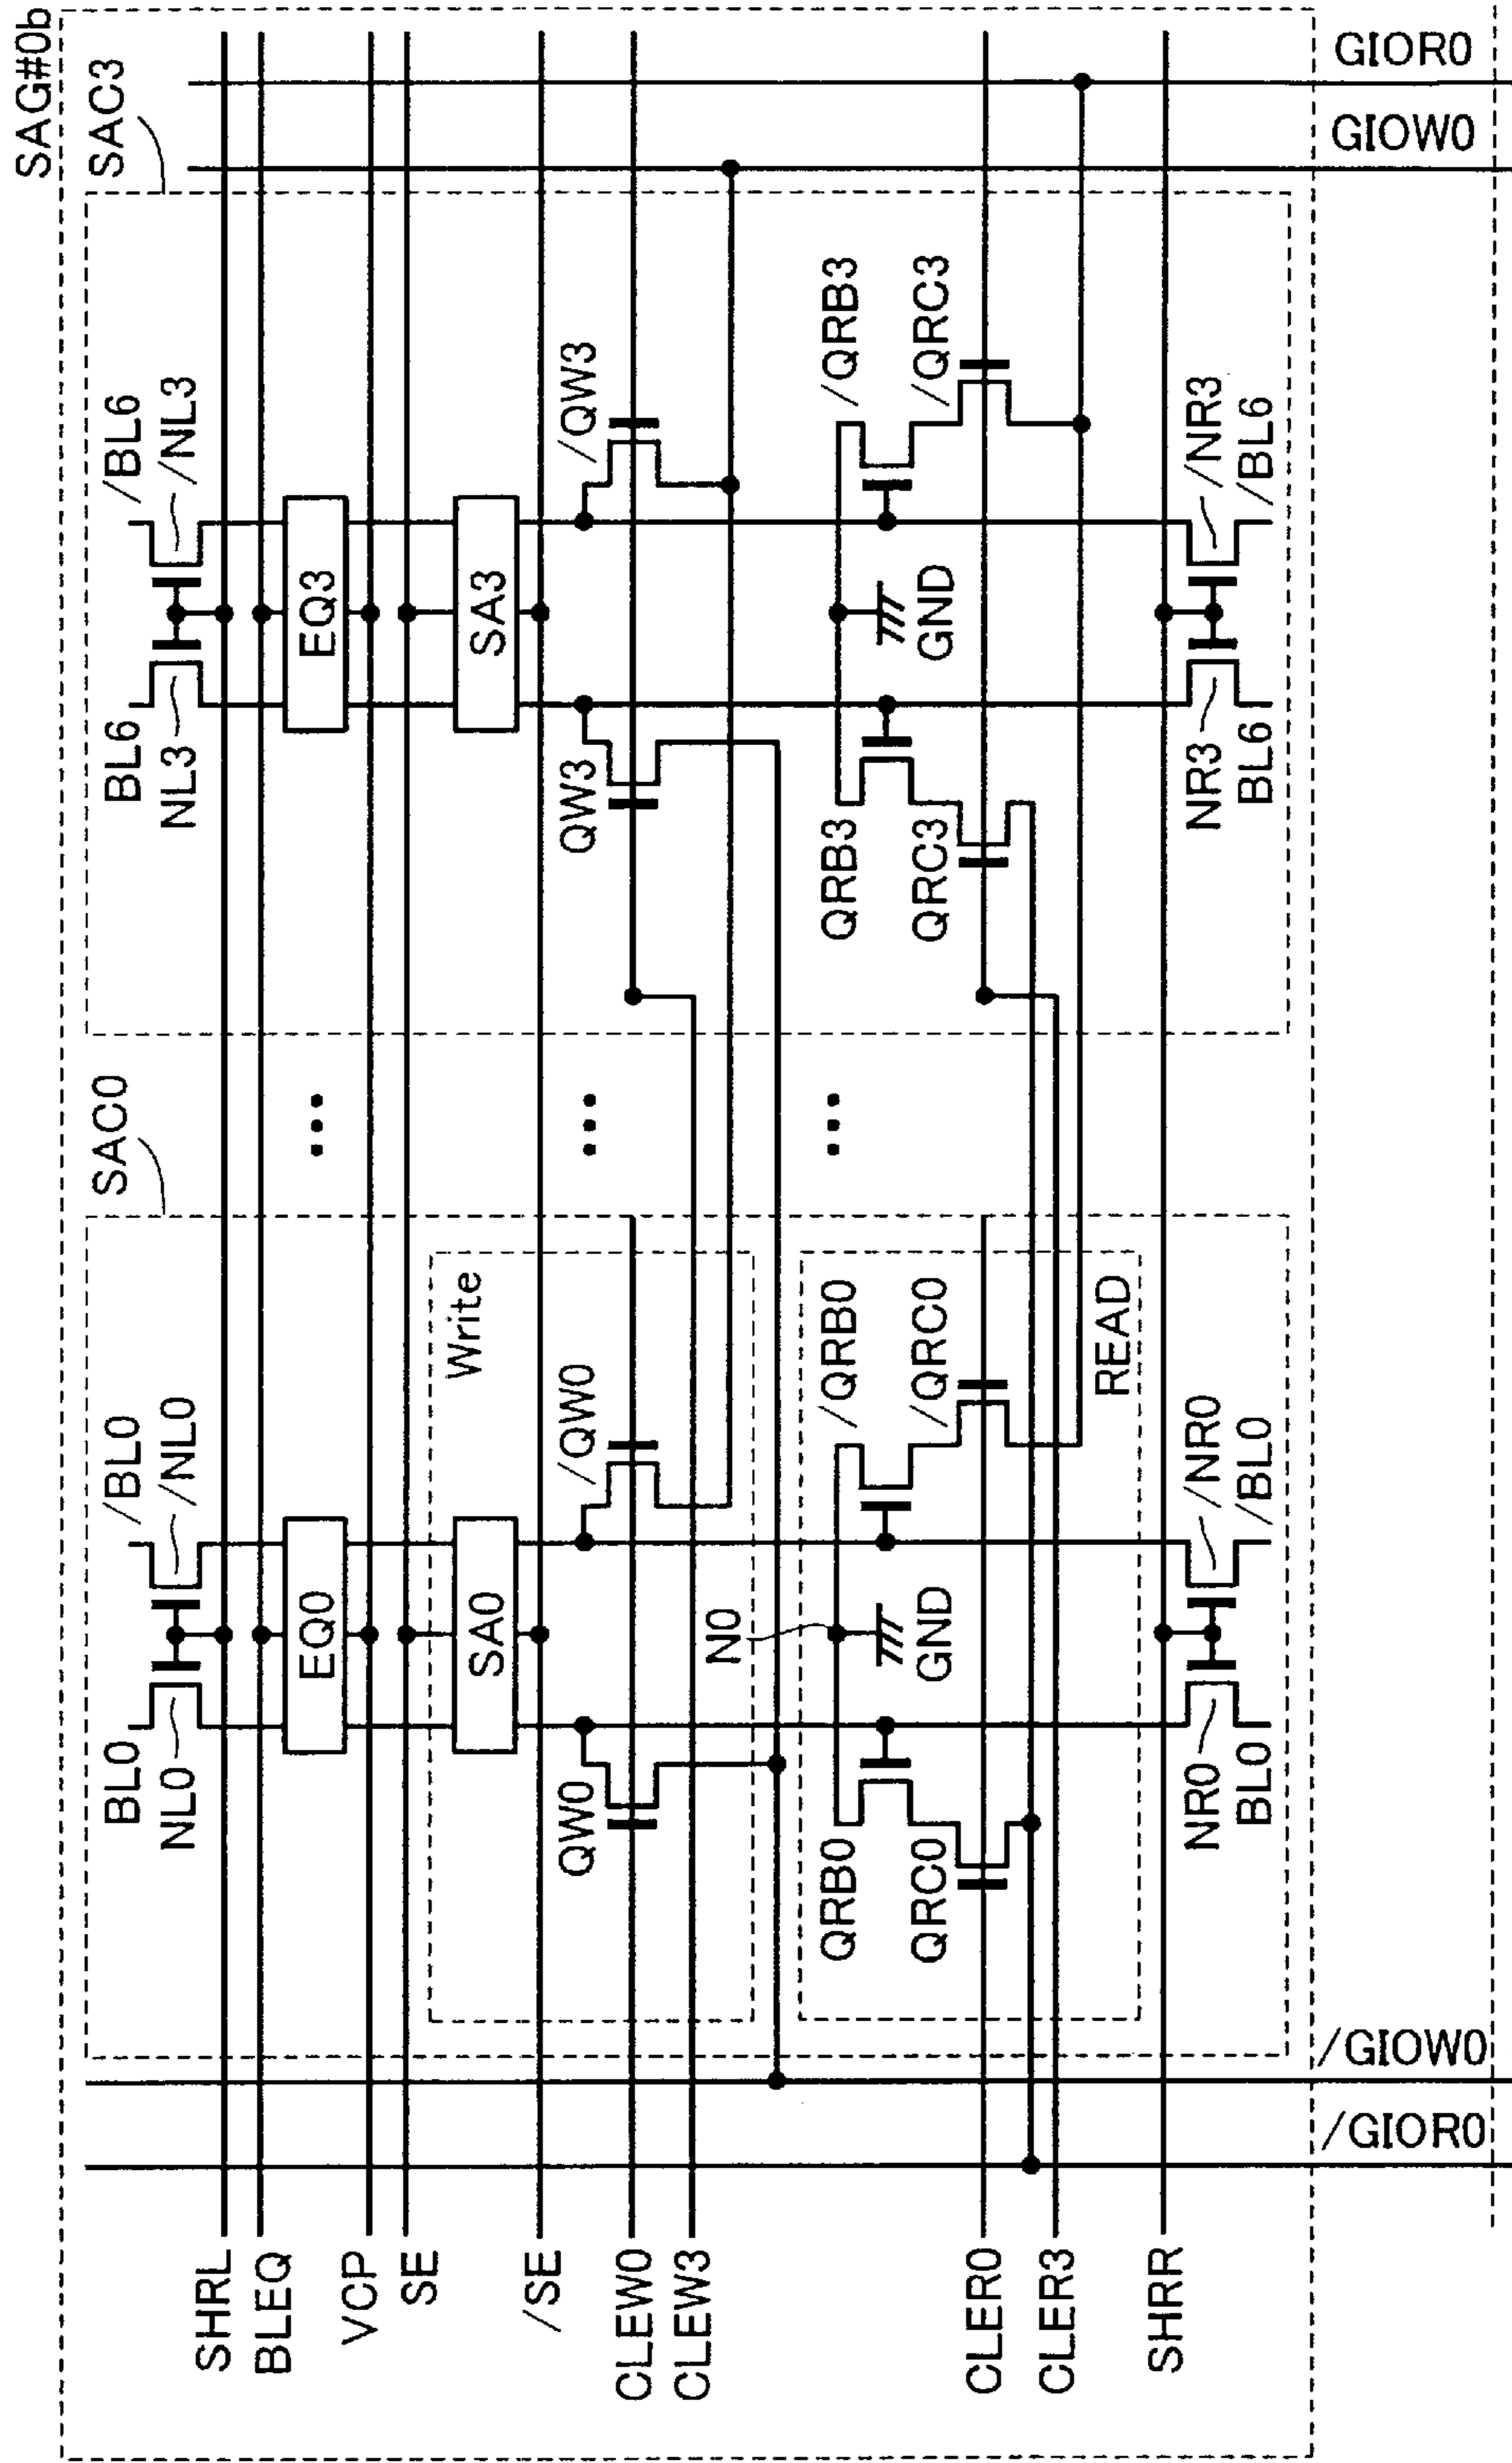 SAG#0b
SAC3
GIOR0
GIOW0
BL6
/BL6
NL3
/NL3
EQ3
SA3
QW3
/QW3
QRB3
/QRB3
QRC3
/QRC3
GND
NR3
/NR3
BL6
/BL6
SAC0
BL0
/BL0
NL0
/NL0
EQ0
SA0
Write
QW0
/QW0
N0
QRB0
/QRB0
QRC0
/QRC0
GND
READ
NR0
/NR0
BL0
/BL0
/GIOW0
/GIOR0
SHRL
BLEQ
VCP
SE
/SE
CLEW0
CLEW3
CLER0
CLER3
SHRR